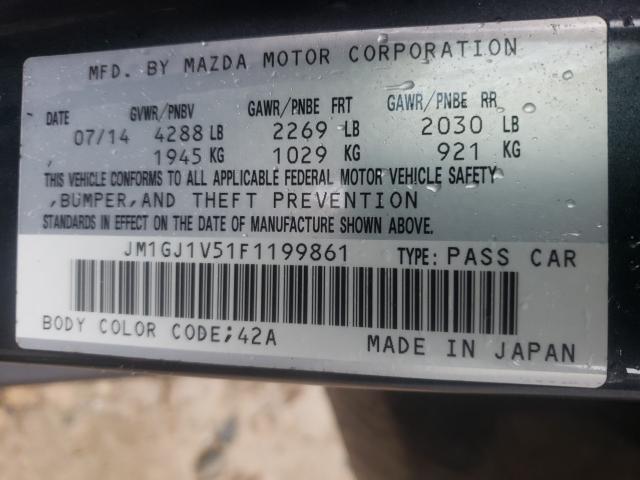 MFD. BY MAZDA MOTOR CORPORATION
DATE GVWR/PNBV GAWR/PNBE FRT GAWR/PNBE RR
07/14 4288 LB 2269 LB 2030 LB
, 1945 KG 1029 KG 921 KG
THIS VEHICLE CONFORMS TO ALL APPLICABLE FEDERAL MOTOR VEHICLE SAFETY
,BUMPER,AND THEFT PREVENTION
STANDARDS IN EFFECT ON THE DATE OF MANUFACTURE SHOWN ABOVE.
JM1GJ1V51F1199861 TYPE: PASS CAR
BODY COLOR CODE;42A MADE IN JAPAN